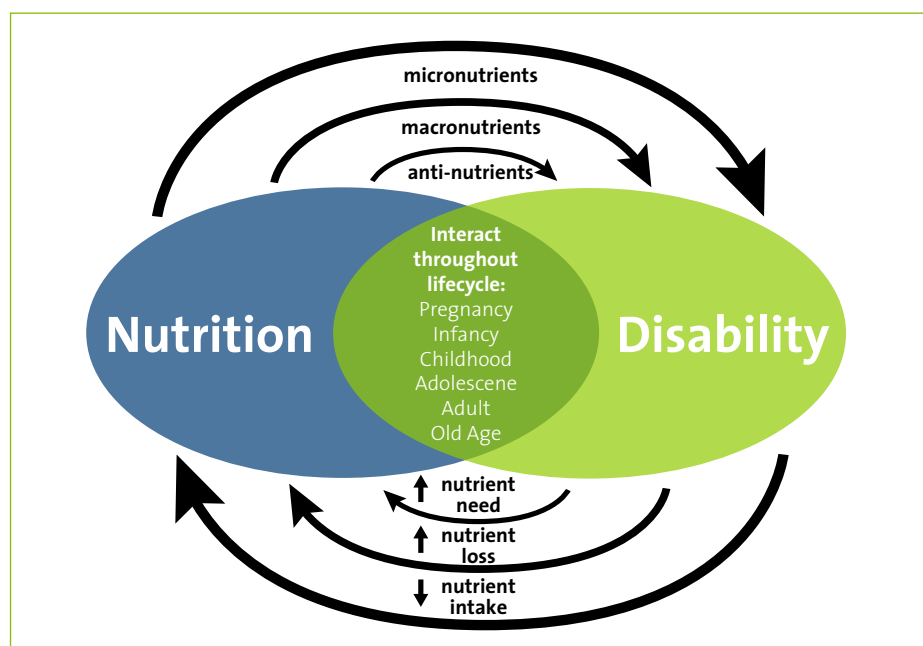 micronutrients
macronutrients
anti-nutrients
Interact
throughout
lifecycle:
Pregnancy
Infancy
Childhood
Adolescene
Adult
Old Age
Nutrition
Disability
nutrient
need
nutrient
loss
nutrient
intake